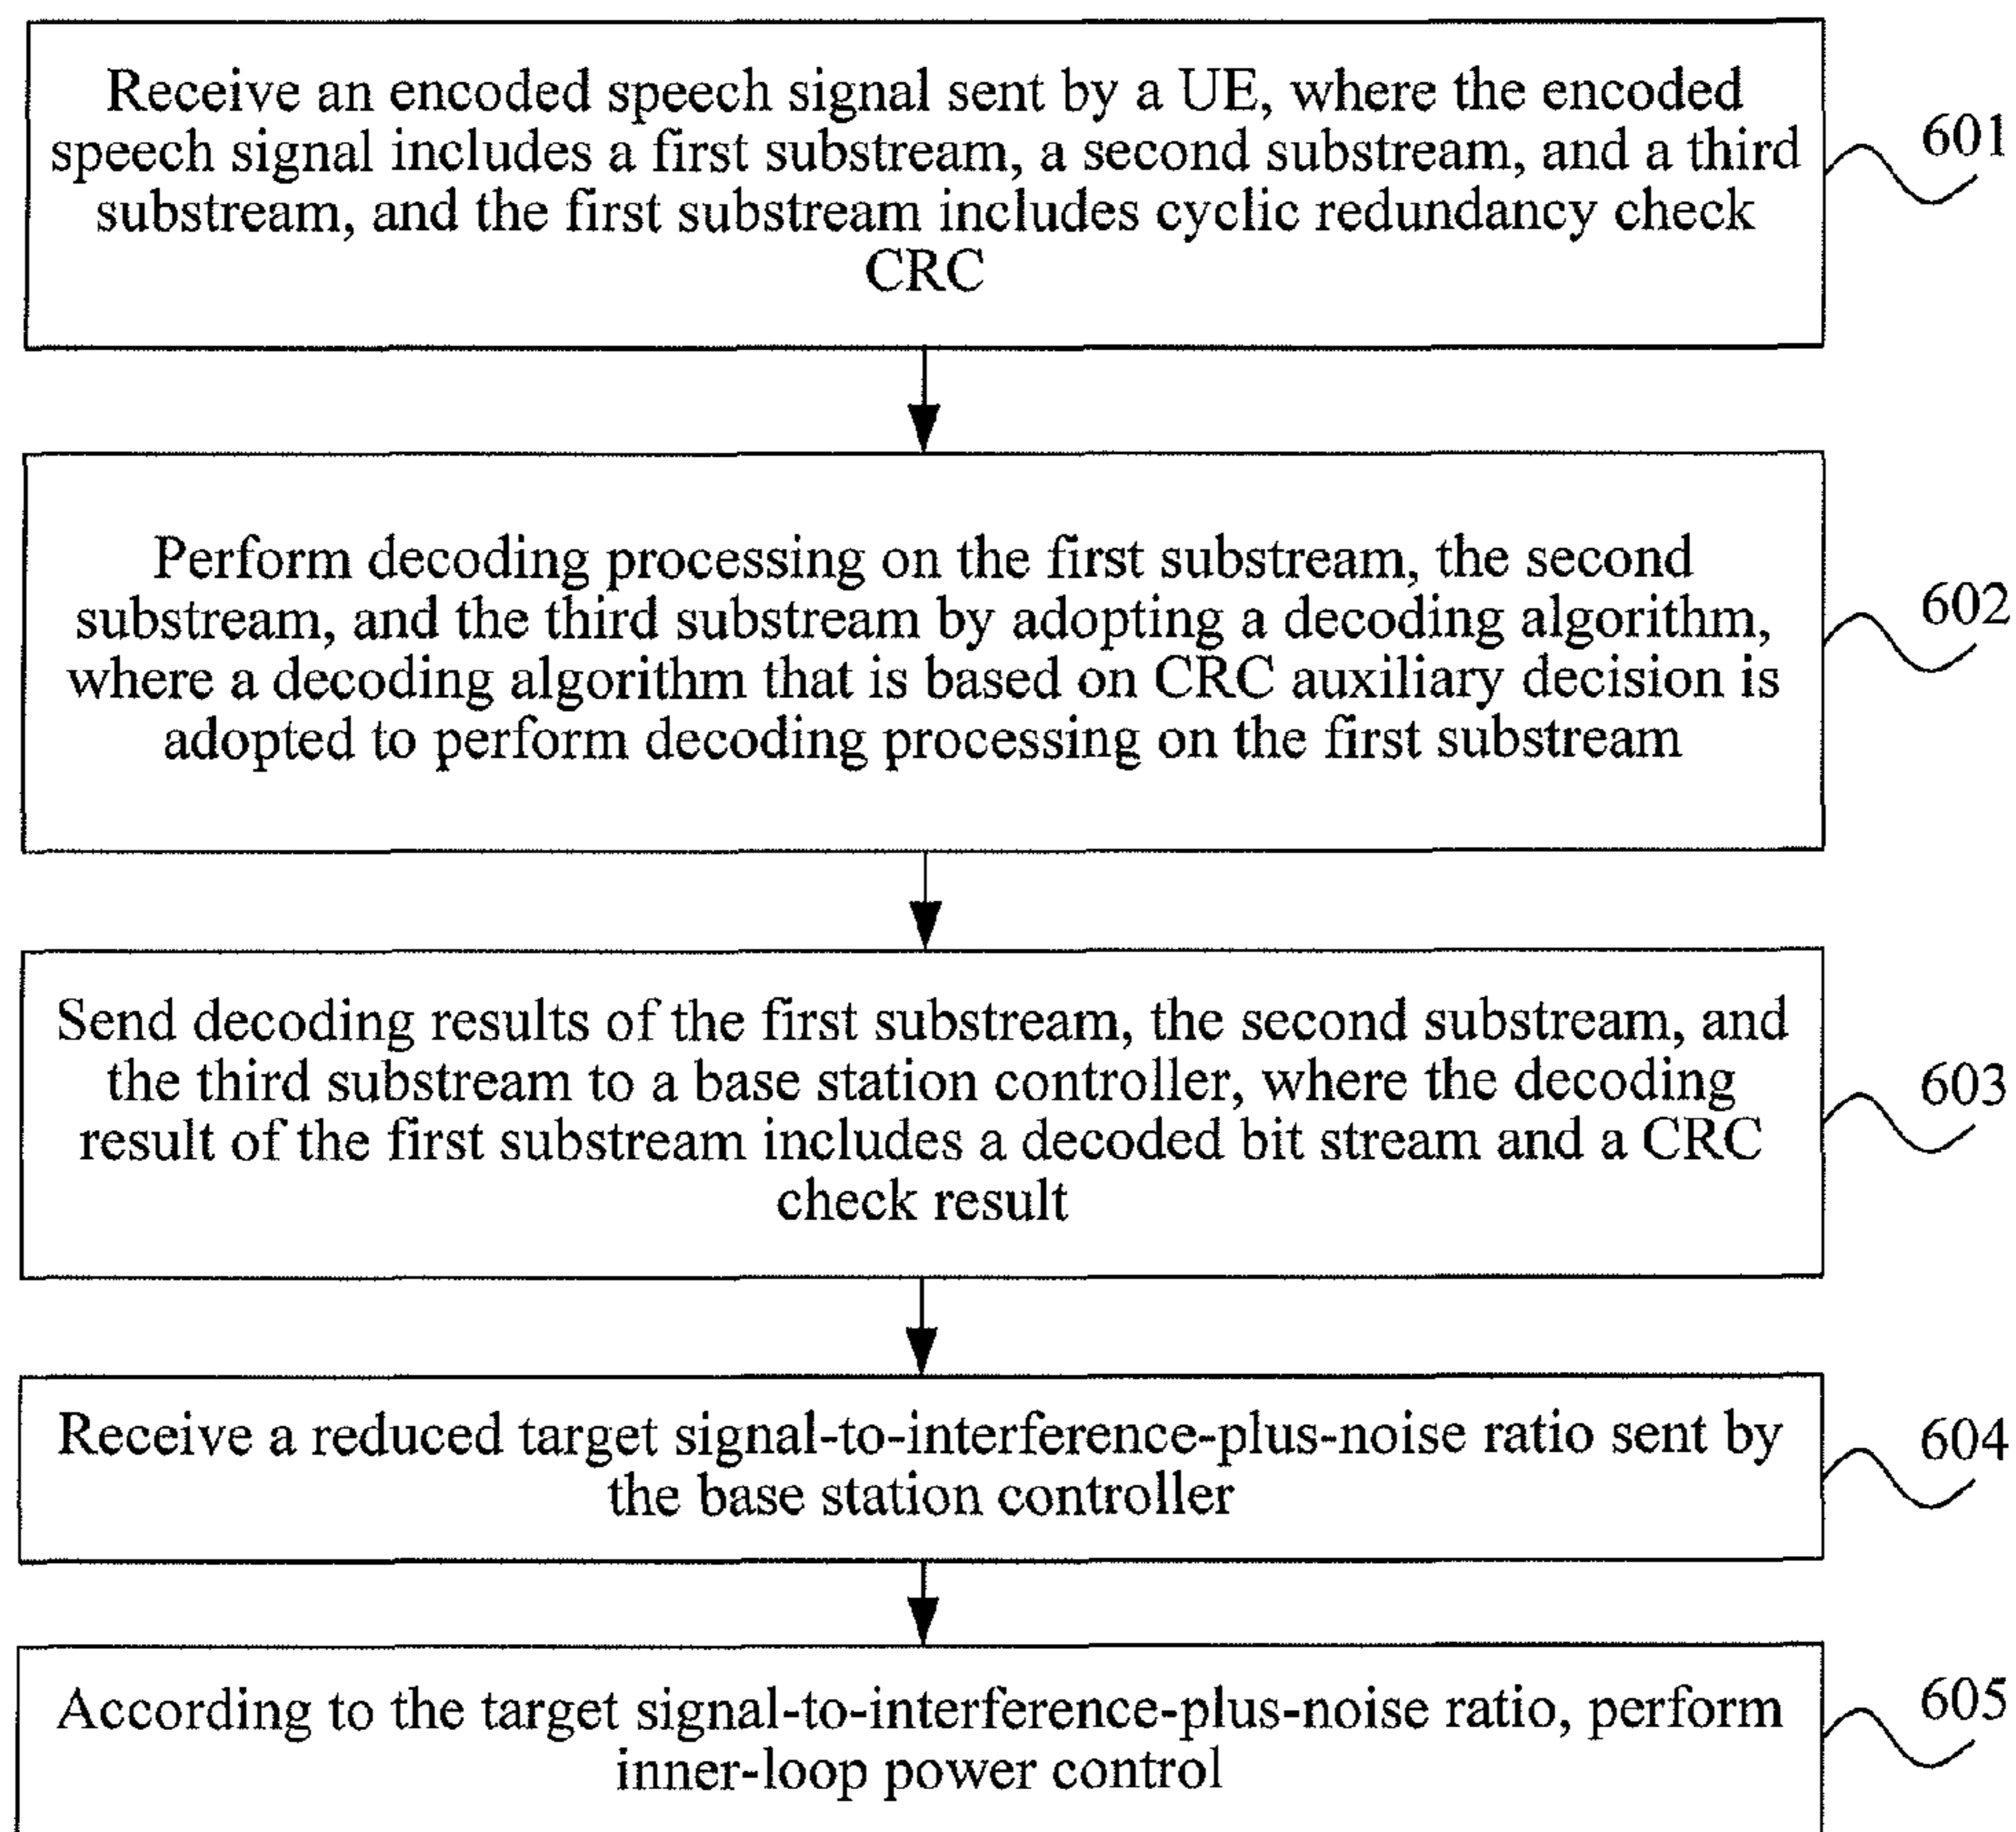 Receive an encoded speech signal sent by a UE, where the encoded
speech signal includes a first substream, a second substream, and a third
substream, and the first substream includes cyclic redundancy check
CRC
601
Perform decoding processing on the first substream, the second
substream, and the third substream by adopting a decoding algorithm,
where a decoding algorithm that is based on CRC auxiliary decision is
adopted to perform decoding processing on the first substream
602
Send decoding results of the first substream, the second substream, and
the third substream to a base station controller, where the decoding
result of the first substream includes a decoded bit stream and a CRC
check result
603
Receive a reduced target signal-to-interference-plus-noise ratio sent by
the base station controller
604
According to the target signal-to-interference-plus-noise ratio, perform
inner-loop power control
605